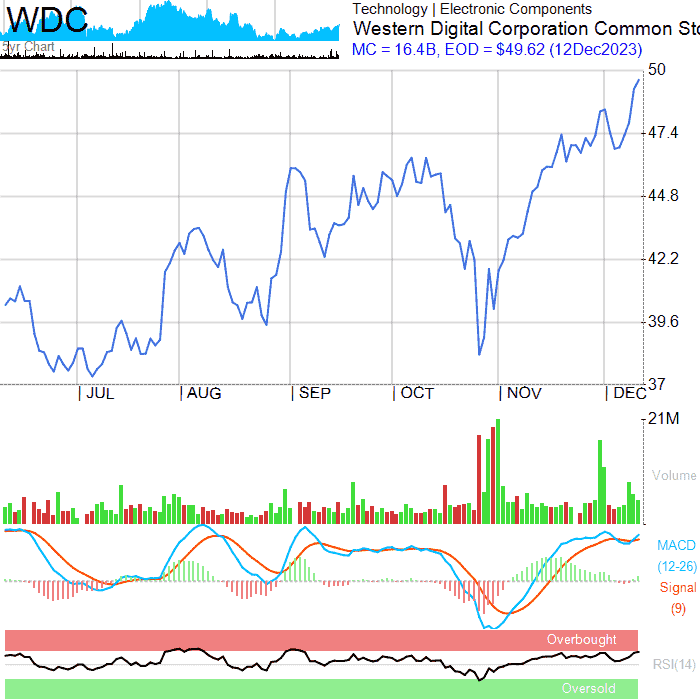 WDC
5yr Chart
Technology | Electronic Components
Western Digital Corporation Common Sto
MC = 16.4B, EOD = $49.62 (12Dec2023)
50
47.4
44.8
42.2
39.6
37
JUL AUG SEP OCT NOV DEC
21M
Volume
MACD
(12-26)
Signal
(9)
Overbought
RSI(14)
Oversold